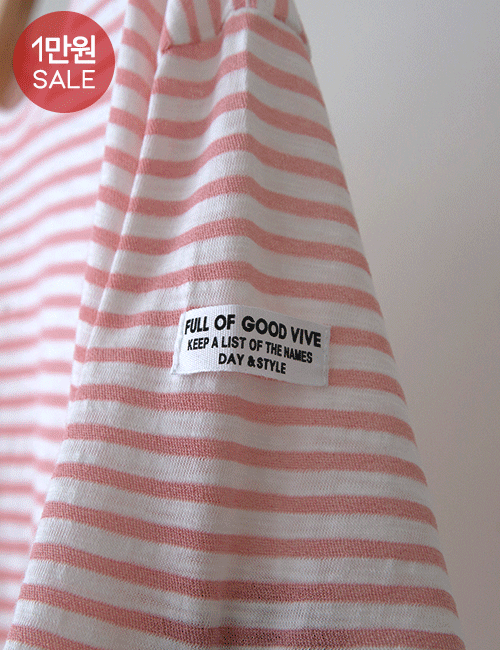 1만원
SALE
FULL OF GOOD VIVE
KEEP A LIST OF THE NAMES
DAY & STYLE